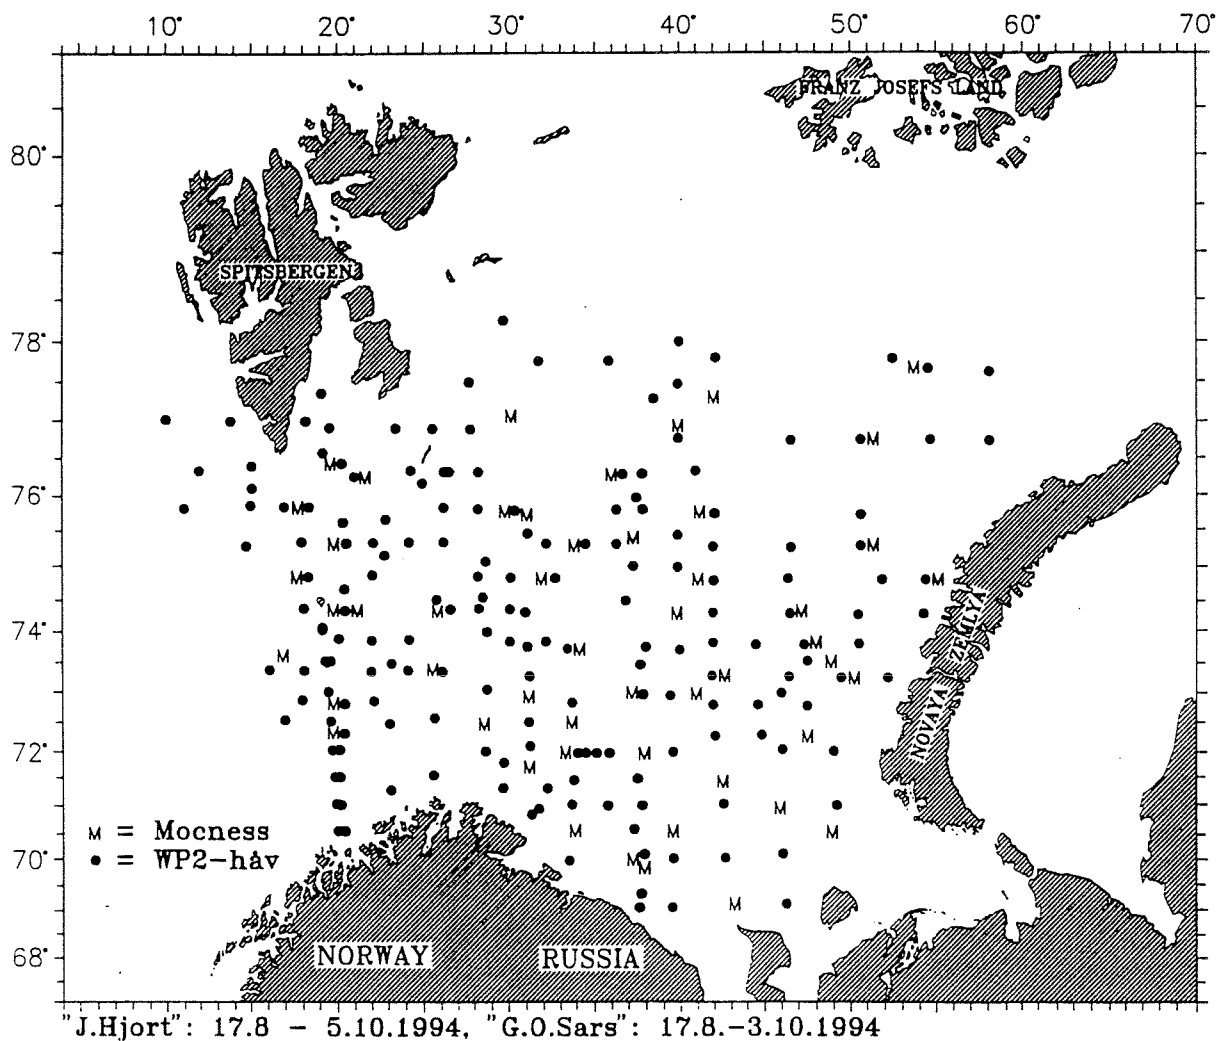 10° 20° 30° 40° 50° 60° 70°
FRANZ JOSEFS LAND
80°
SPITSBERGEN
78°
76°
74°
NOVAYA ZEMLYA
72°
M = Mocness
● = WP2-håv
70°
NORWAY RUSSIA
68°
"J.Hjort": 17.8 - 5.10.1994, "G.O.Sars": 17.8.-3.10.1994